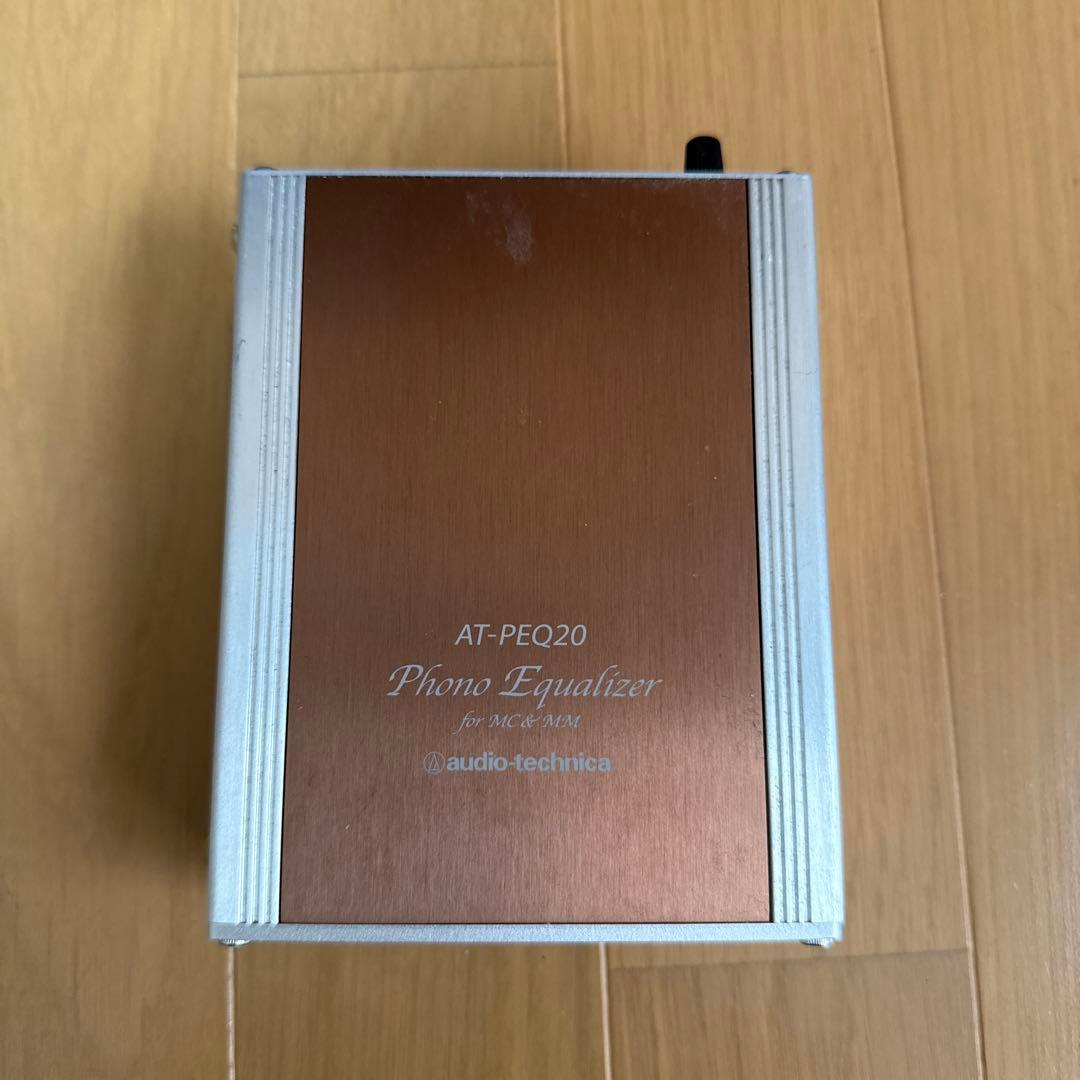 AT-PEQ20
Phono Equalizer
for MC & MM
audio-technica